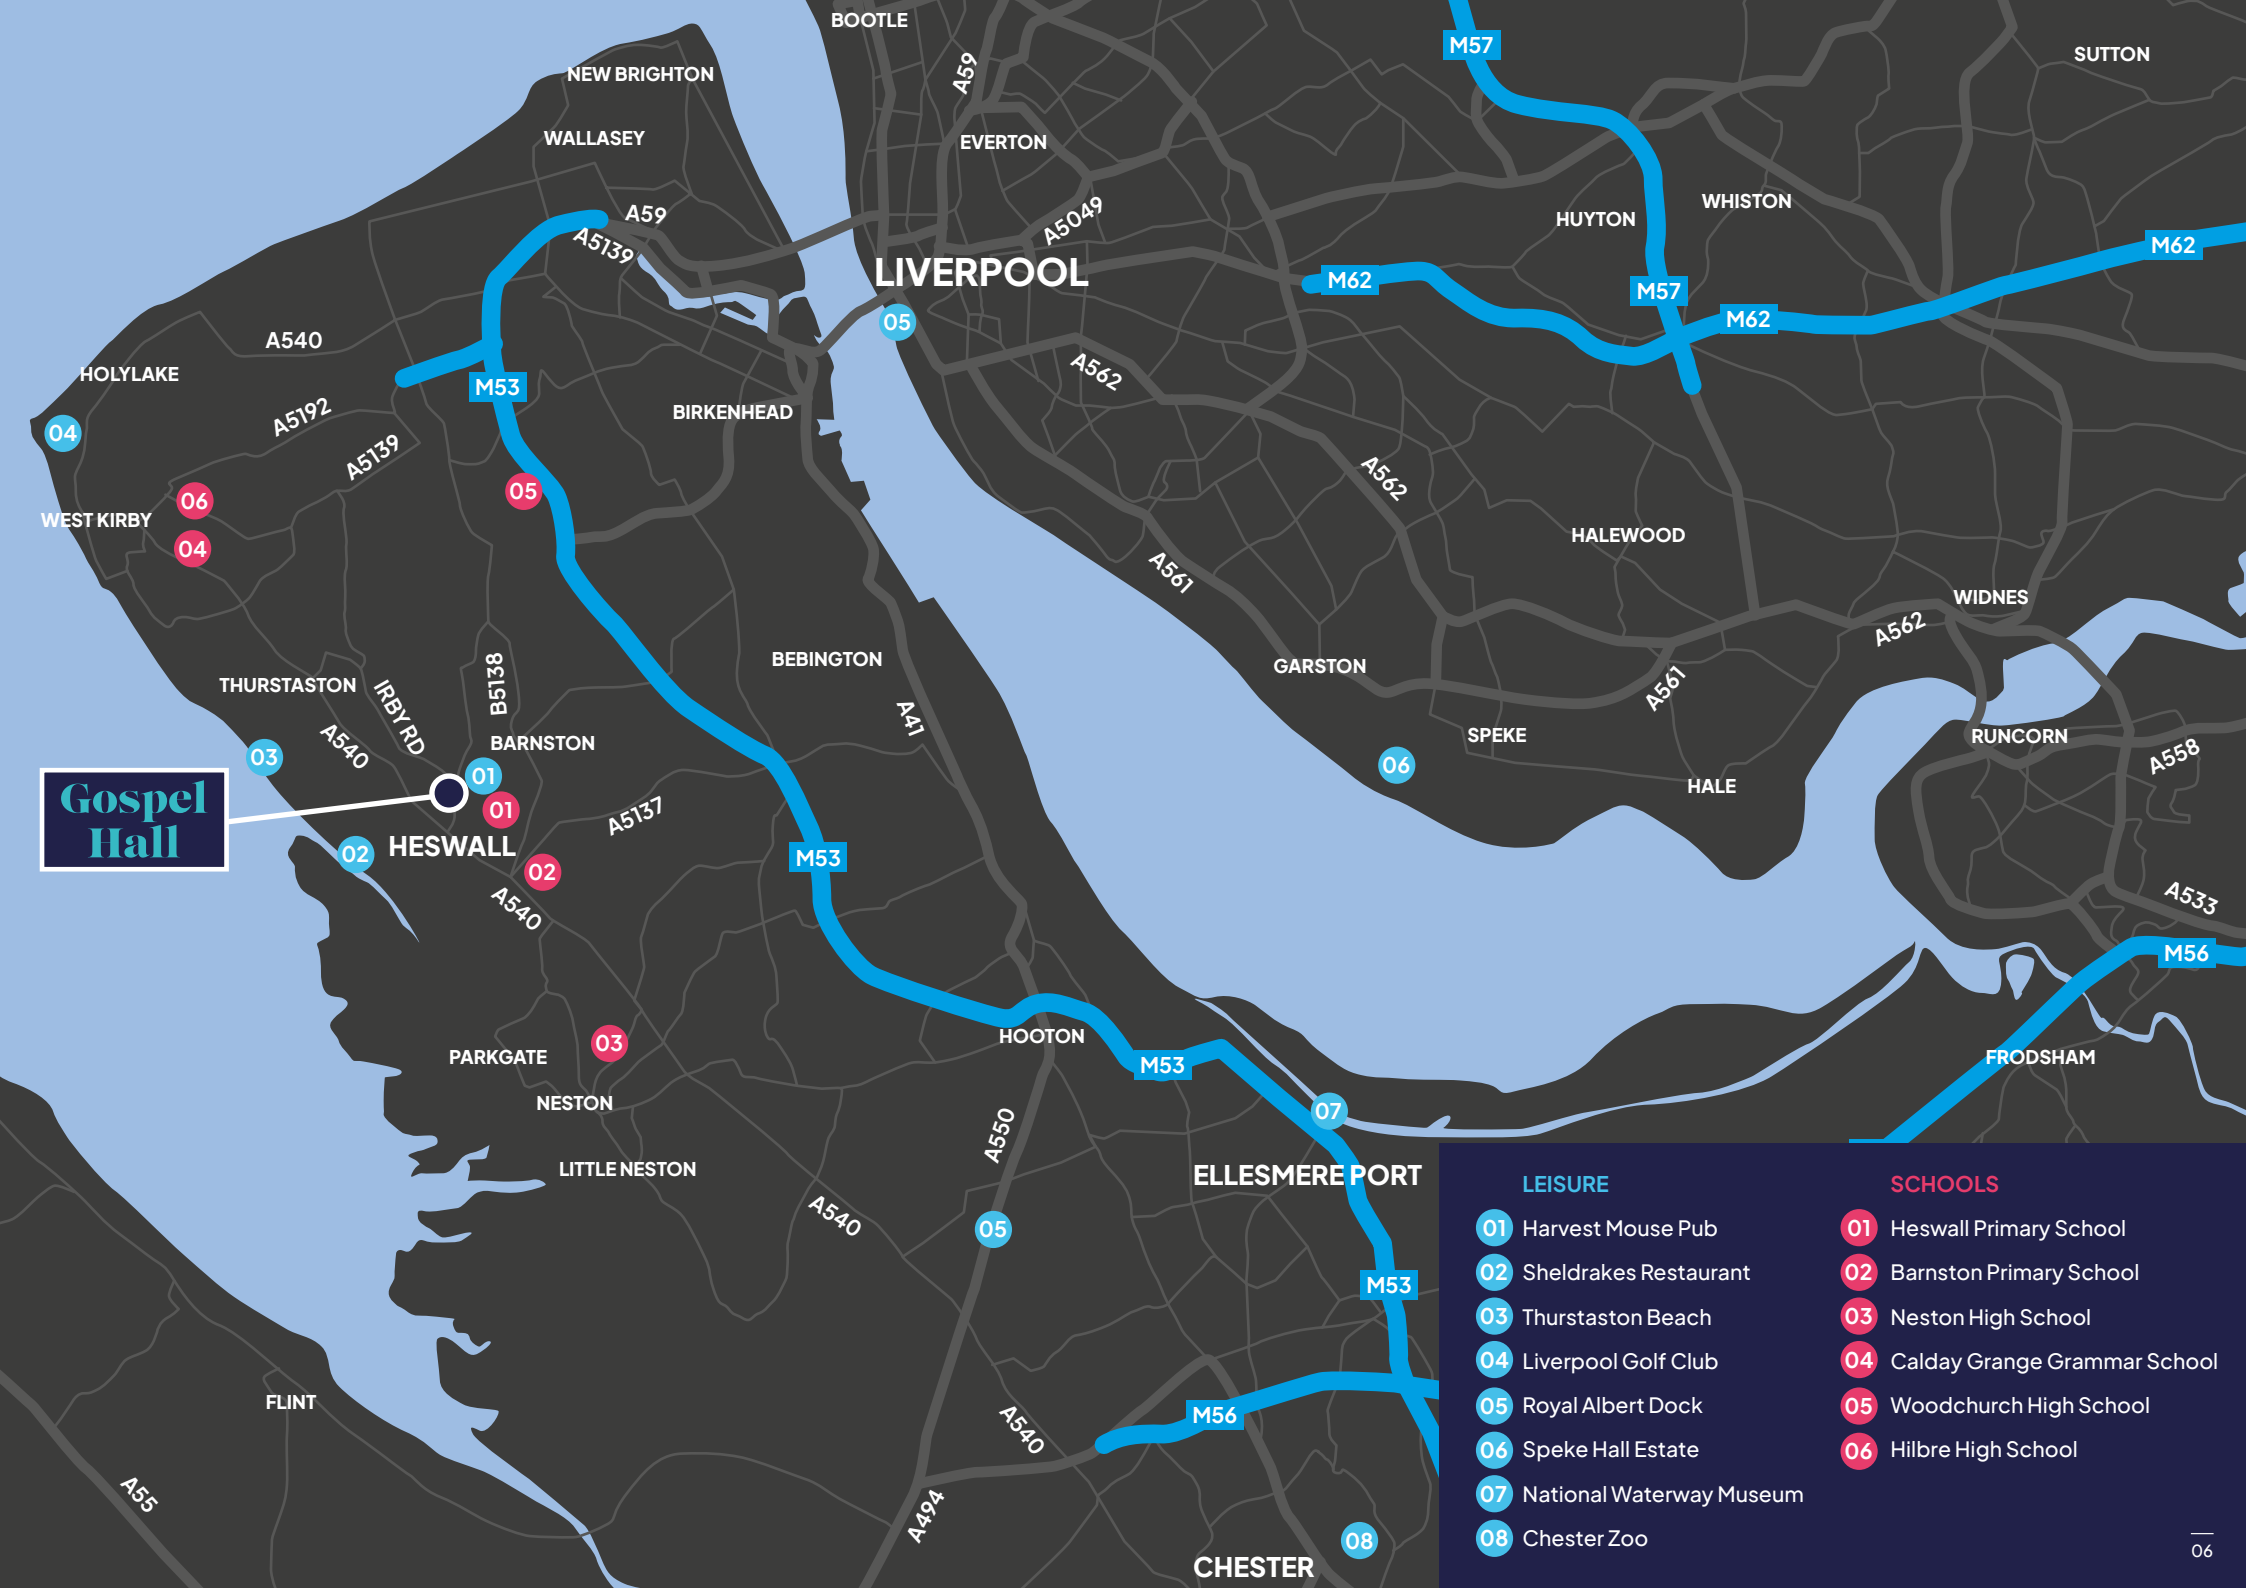 BOOTLE
M57
SUTTON
NEW BRIGHTON
A59
WALLASEY
EVERTON
WHISTON
A59
A5049
HUYTON
A5139
M62
LIVERPOOL
M62
M57
M62
05
A540
HOLYLAKE
A562
M53
A5192
BIRKENHEAD
04
A5139
A562
05
06
WEST KIRBY
HALEWOOD
04
A561
WIDNES
A562
BEBINGTON
GARSTON
THURSTASTON
B5138
A561
IRBY RD
A41
SPEKE
RUNCORN
A540
BARNSTON
A558
03
06
01
HALE
Gospel
Hall
01
A5137
HESWALL
02
M53
02
A533
A540
M56
HOOTON
03
PARKGATE
M53
FRODSHAM
NESTON
07
A550
LITTLE NESTON
ELLESMERE PORT
A540
05
M53
FLINT
M56
A540
A55
A494
08
CHESTER
LEISURE
01 Harvest Mouse Pub
02 Sheldrakes Restaurant
03 Thurstaston Beach
04 Liverpool Golf Club
05 Royal Albert Dock
06 Speke Hall Estate
07 National Waterway Museum
08 Chester Zoo
SCHOOLS
01 Heswall Primary School
02 Barnston Primary School
03 Neston High School
04 Calday Grange Grammar School
05 Woodchurch High School
06 Hilbre High School
06